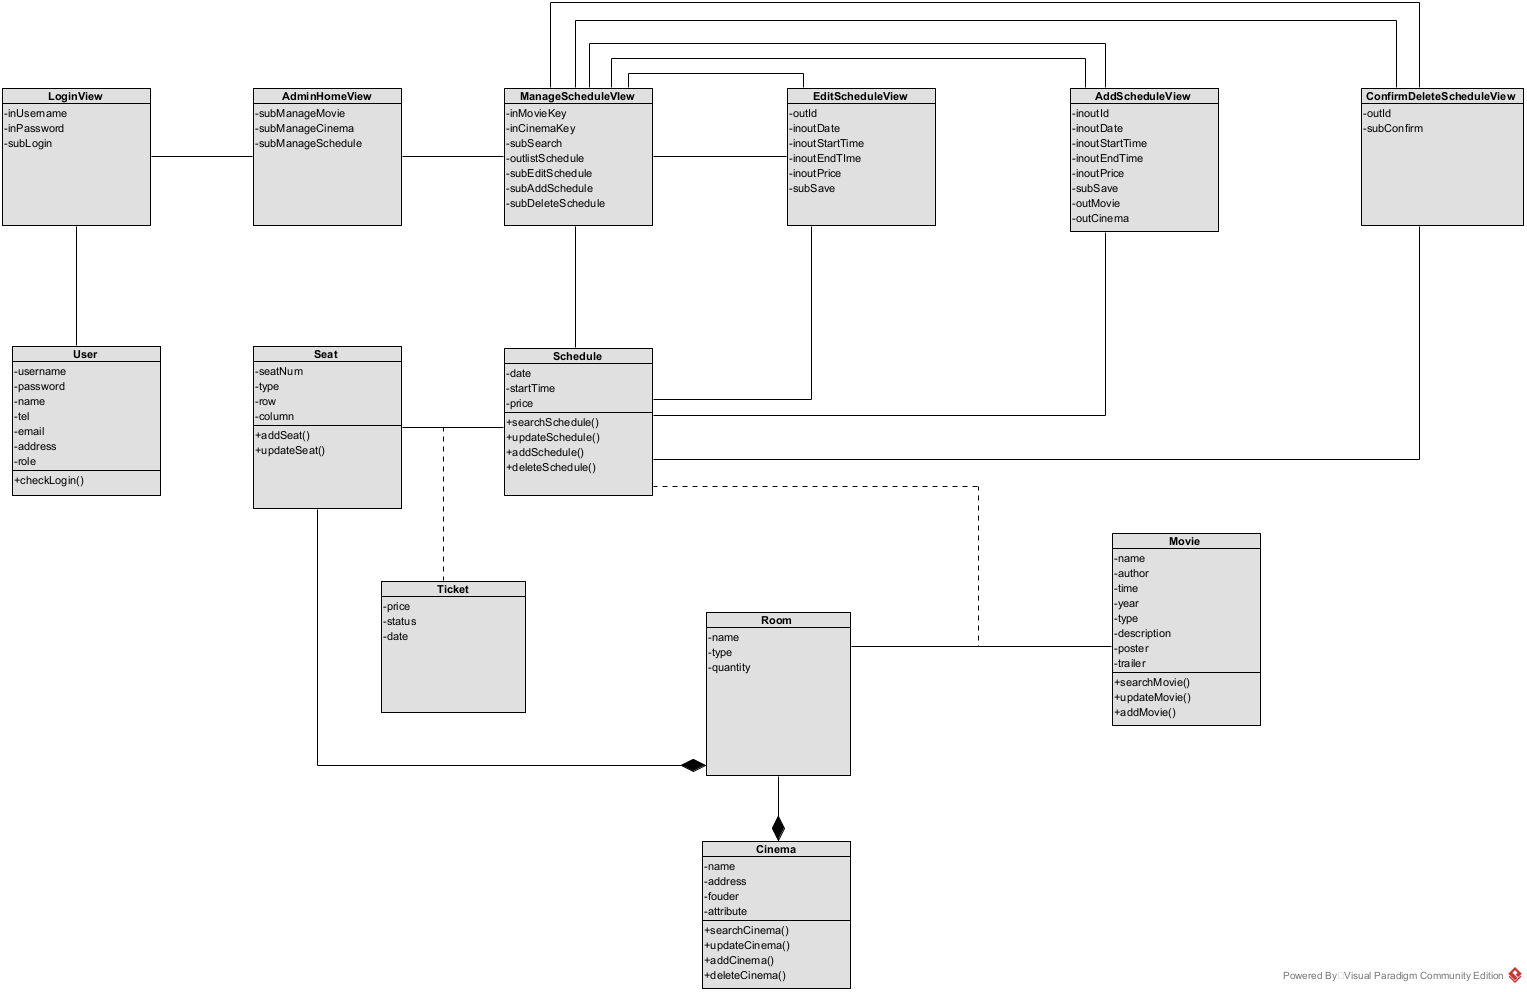 LoginView
-inUsername
-inPassword
-subLogin
AdminHomeView
-subManageMovie
-subManageCinema
-subManageSchedule
ManageScheduleVIew
-inMovieKey
-inCinemaKey
-subSearch
-outlistSchedule
-subEditSchedule
-subAddSchedule
-subDeleteSchedule
EditScheduleView
-outId
-inoutDate
-inoutStartTime
-inoutEndTIme
-inoutPrice
-subSave
AddScheduleView
-inoutId
-inoutDate
-inoutStartTime
-inoutEndTime
-inoutPrice
-subSave
-outMovie
-outCinema
ConfirmDeleteScheduleView
-outId
-subConfirm
User
-username
-password
-name
-tel
-email
-address
-role
+checkLogin()
Seat
-seatNum
-type
-row
-column
+addSeat()
+updateSeat()
Schedule
-date
-startTime
-price
+searchSchedule()
+updateSchedule()
+addSchedule()
+deleteSchedule()
Ticket
-price
-status
-date
Room
-name
-type
-quantity
Movie
-name
-author
-time
-year
-type
-description
-poster
-trailer
+searchMovie()
+updateMovie()
+addMovie()
Cinema
-name
-address
-fouder
-attribute
+searchCinema()
+updateCinema()
+addCinema()
+deleteCinema()
Powered By Visual Paradigm Community Edition